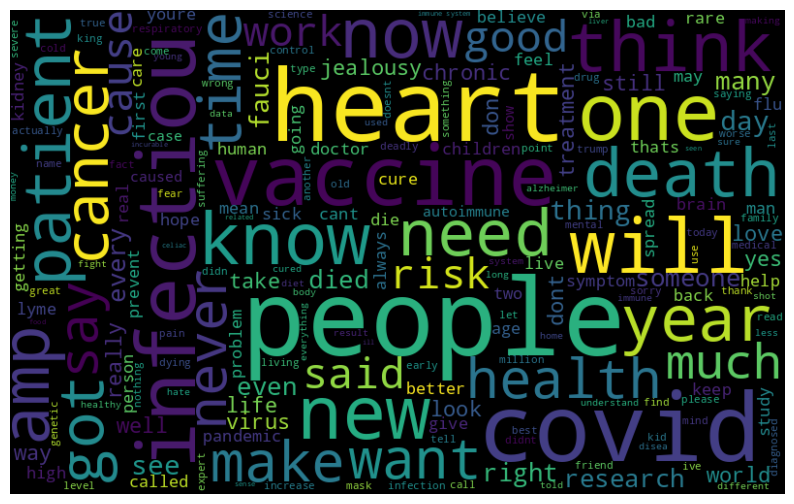 true science via immune system making
severe king respiratory work now good believe bad rare liver
cold come care young control feel think
kidney patient cause time fauci jealousy chronic type drug saying
youre wrong doesnt still may many flu
first going dont something
actually cancer data heart one day worse
case human doctor used show treatment thats sure last
name infectiou deadly children point trump death
caused old vaccine cure seen
money fact incurable suffering another alzheimer brain
fear mean sick cant die autoimmune thing mental man
real hope related know always need spread today family
getting say every celiac didn live will love medical
fight cured take died risk system symptom someone yes
great prevent diet long dont use help
lyme never body two sorry back thank shot
amp really pain problem people immune year read
got everything let age home less
dying result ill million much
food nothing living said early health keep
person hate even better understand find please study
genetic healthy life look covid
way well virus new give tell best kid mind
high pandemic want didnt disea diagnosed
see make right friend ive world
level called expert increase mask infection call told research different
sense